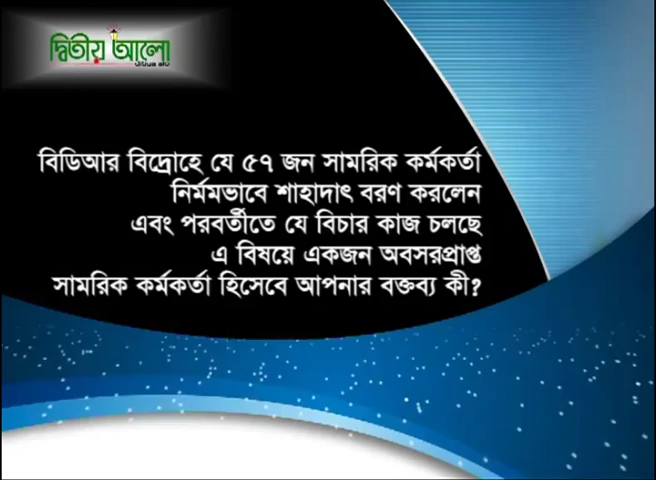 দ্বিতীয় আলো
বিডিআর বিদ্রোহে যে ৫৭ জন সামরিক কর্মকর্তা
নির্মমভাবে শাহাদাৎ বরণ করলেন
এবং পরবর্তীতে যে বিচার কাজ চলছে
এ বিষয়ে একজন অবসরপ্রাপ্ত
সামরিক কর্মকর্তা হিসেবে আপনার বক্তব্য কী?